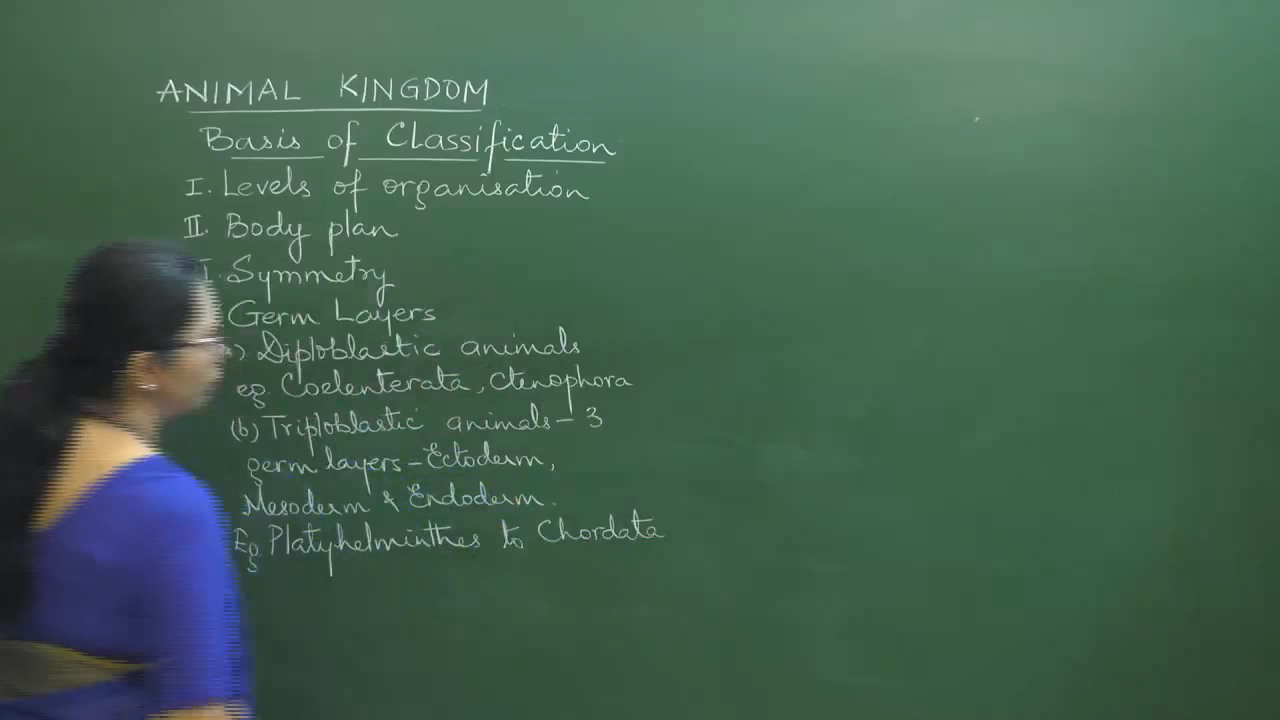 ANIMAL KINGDOM
Basis of Classification
I. Levels of organisation
II. Body plan
I. Symmetry
Germ Layers
a) Diploblastic animals
eg. Coelenterata, Ctenophora
(b) Triploblastic animals - 3
germ layers - Ectoderm,
Mesoderm & Endoderm.
Eg Platyhelminthes to Chordata